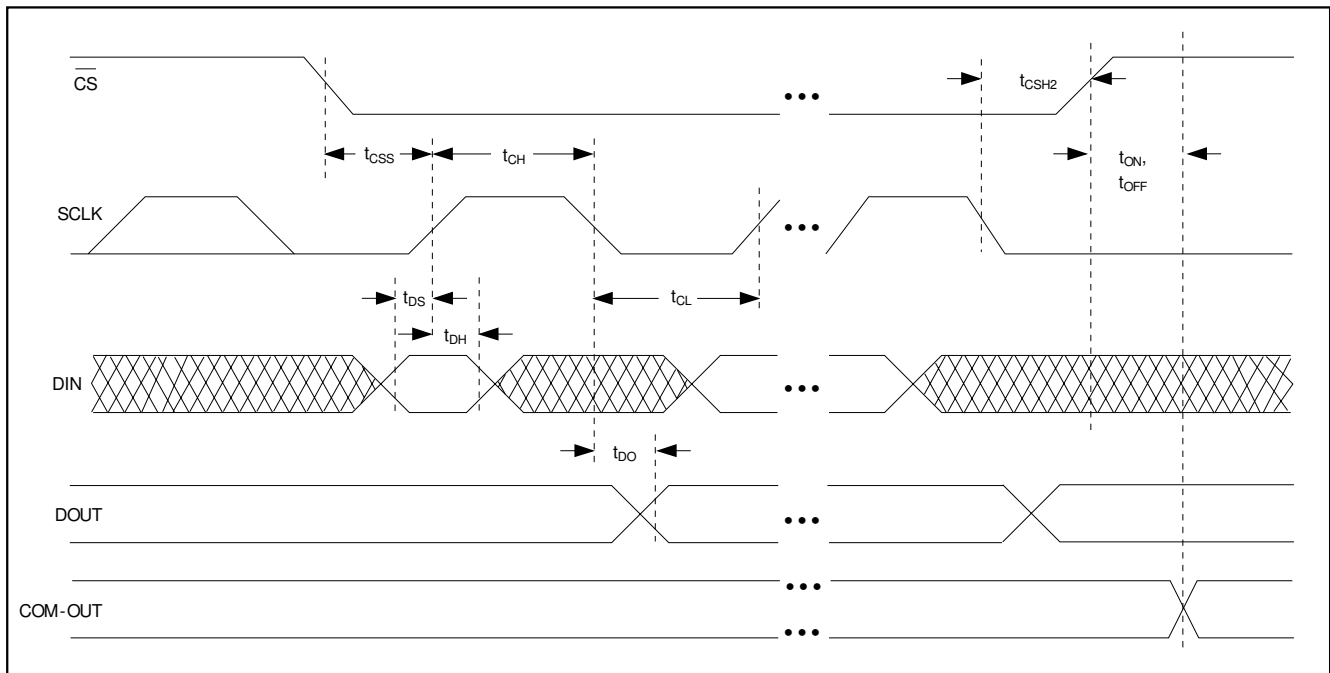 CS
tCSH2
tCSS
tCH
tON,
tOFF
SCLK
tDS
tCL
tDH
DIN
tDO
DOUT
COM-OUT